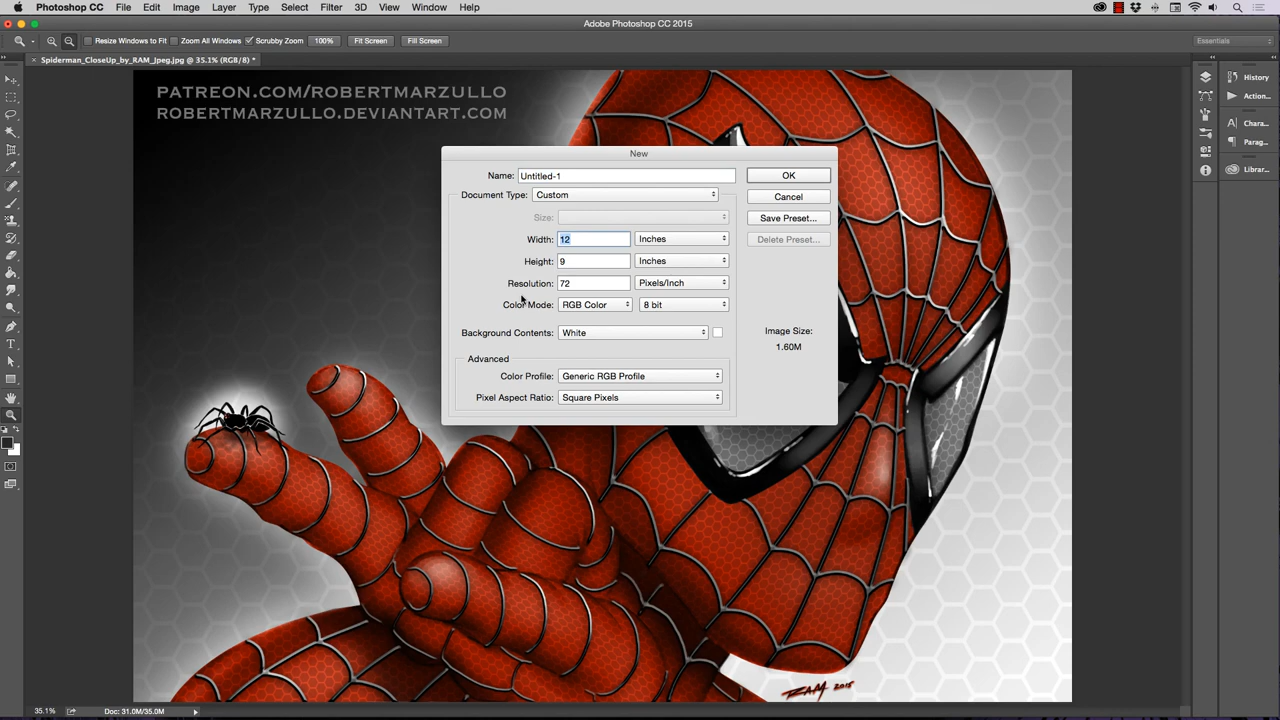 Photoshop CC File Edit Image Layer Type Select Filter 3D View Window Help
Adobe Photoshop CC 2015
Resize Windows to Fit Zoom All Windows Scrubby Zoom 100% Fit Screen Fill Screen Essentials
Spiderman_CloseUp_by_RAM_Jpeg.jpg @ 35.1% (RGB/8) *
PATREON.COM/ROBERTMARZULLO
ROBERTMARZULLO.DEVIANTART.COM
New
Name: Untitled-1 OK
Document Type: Custom Cancel
Size: Save Preset...
Width: 12 Inches Delete Preset...
Height: 9 Inches
Resolution: 72 Pixels/Inch
Color Mode: RGB Color 8 bit
Background Contents: White
Image Size:
1.60M
Advanced
Color Profile: Generic RGB Profile
Pixel Aspect Ratio: Square Pixels
History
Action...
Chara...
Parag...
Librar...
RAM 2015
35.1% Doc: 31.0M/35.0M